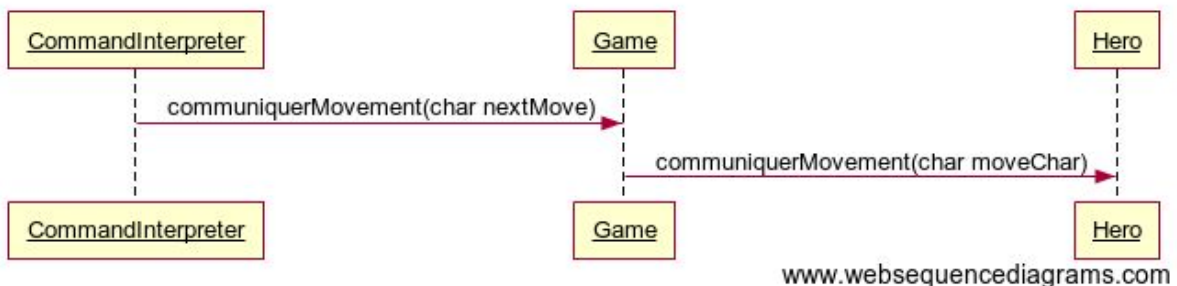 CommandInterpreter Game Hero
communiquerMovement(char nextMove)
communiquerMovement(char moveChar)
CommandInterpreter Game Hero
www.websequencediagrams.com